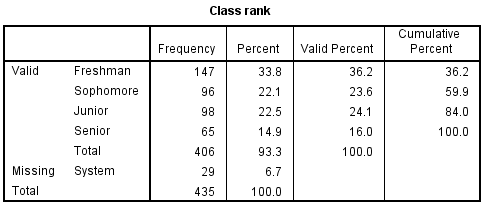 Class rank
Frequency Percent Valid Percent Cumulative Percent
Valid Freshman 147 33.8 36.2 36.2
Sophomore 96 22.1 23.6 59.9
Junior 98 22.5 24.1 84.0
Senior 65 14.9 16.0 100.0
Total 406 93.3 100.0
Missing System 29 6.7
Total 435 100.0